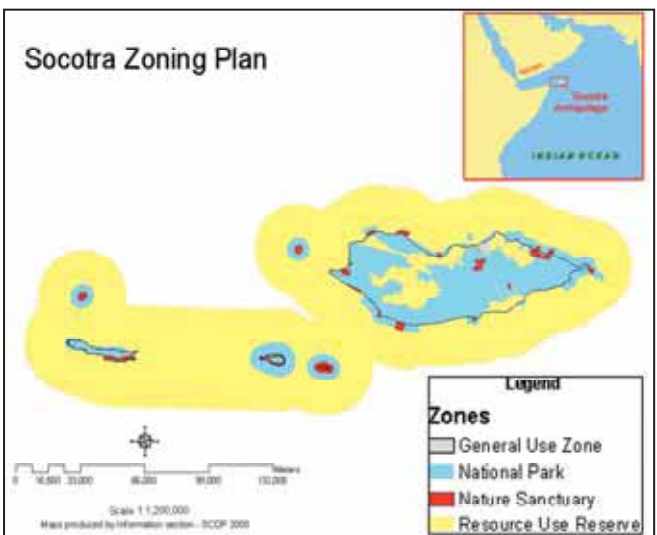 Socotra Zoning Plan
Socotra
Archipelago
INDIAN OCEAN
Legend
Zones
General Use Zone
National Park
Nature Sanctuary
Resource Use Reserve
Meters
0 16,500 33,000 66,000 99,000 132,000
Scale 1:1,200,000
Maps produced by Information section - SCDP 2000